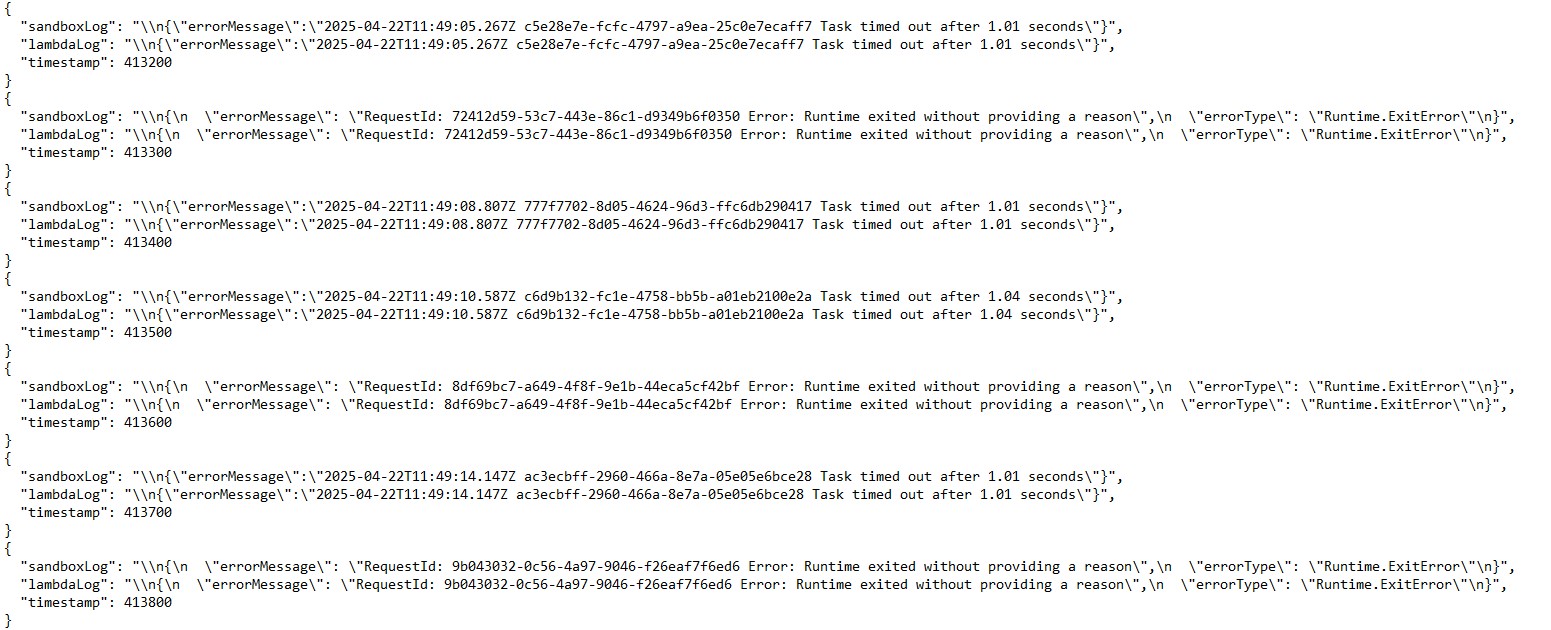 {
  "sandboxLog": "\\n{\"errorMessage\":\"2025-04-22T11:49:05.267Z c5e28e7e-fcfc-4797-a9ea-25c0e7ecaff7 Task timed out after 1.01 seconds\"}",
  "lambdaLog": "\\n{\"errorMessage\":\"2025-04-22T11:49:05.267Z c5e28e7e-fcfc-4797-a9ea-25c0e7ecaff7 Task timed out after 1.01 seconds\"}",
  "timestamp": 413200
}
{
  "sandboxLog": "\\n{\n  \"errorMessage\": \"RequestId: 72412d59-53c7-443e-86c1-d9349b6f0350 Error: Runtime exited without providing a reason\",\n  \"errorType\": \"Runtime.ExitError\"\n}",
  "lambdaLog": "\\n{\n  \"errorMessage\": \"RequestId: 72412d59-53c7-443e-86c1-d9349b6f0350 Error: Runtime exited without providing a reason\",\n  \"errorType\": \"Runtime.ExitError\"\n}",
  "timestamp": 413300
}
{
  "sandboxLog": "\\n{\"errorMessage\":\"2025-04-22T11:49:08.807Z 777f7702-8d05-4624-96d3-ffc6db290417 Task timed out after 1.01 seconds\"}",
  "lambdaLog": "\\n{\"errorMessage\":\"2025-04-22T11:49:08.807Z 777f7702-8d05-4624-96d3-ffc6db290417 Task timed out after 1.01 seconds\"}",
  "timestamp": 413400
}
{
  "sandboxLog": "\\n{\"errorMessage\":\"2025-04-22T11:49:10.587Z c6d9b132-fc1e-4758-bb5b-a01eb2100e2a Task timed out after 1.04 seconds\"}",
  "lambdaLog": "\\n{\"errorMessage\":\"2025-04-22T11:49:10.587Z c6d9b132-fc1e-4758-bb5b-a01eb2100e2a Task timed out after 1.04 seconds\"}",
  "timestamp": 413500
}
{
  "sandboxLog": "\\n{\n  \"errorMessage\": \"RequestId: 8df69bc7-a649-4f8f-9e1b-44eca5cf42bf Error: Runtime exited without providing a reason\",\n  \"errorType\": \"Runtime.ExitError\"\n}",
  "lambdaLog": "\\n{\n  \"errorMessage\": \"RequestId: 8df69bc7-a649-4f8f-9e1b-44eca5cf42bf Error: Runtime exited without providing a reason\",\n  \"errorType\": \"Runtime.ExitError\"\n}",
  "timestamp": 413600
}
{
  "sandboxLog": "\\n{\"errorMessage\":\"2025-04-22T11:49:14.147Z ac3ecbff-2960-466a-8e7a-05e05e6bce28 Task timed out after 1.01 seconds\"}",
  "lambdaLog": "\\n{\"errorMessage\":\"2025-04-22T11:49:14.147Z ac3ecbff-2960-466a-8e7a-05e05e6bce28 Task timed out after 1.01 seconds\"}",
  "timestamp": 413700
}
{
  "sandboxLog": "\\n{\n  \"errorMessage\": \"RequestId: 9b043032-0c56-4a97-9046-f26eaf7f6ed6 Error: Runtime exited without providing a reason\",\n  \"errorType\": \"Runtime.ExitError\"\n}",
  "lambdaLog": "\\n{\n  \"errorMessage\": \"RequestId: 9b043032-0c56-4a97-9046-f26eaf7f6ed6 Error: Runtime exited without providing a reason\",\n  \"errorType\": \"Runtime.ExitError\"\n}",
  "timestamp": 413800
}